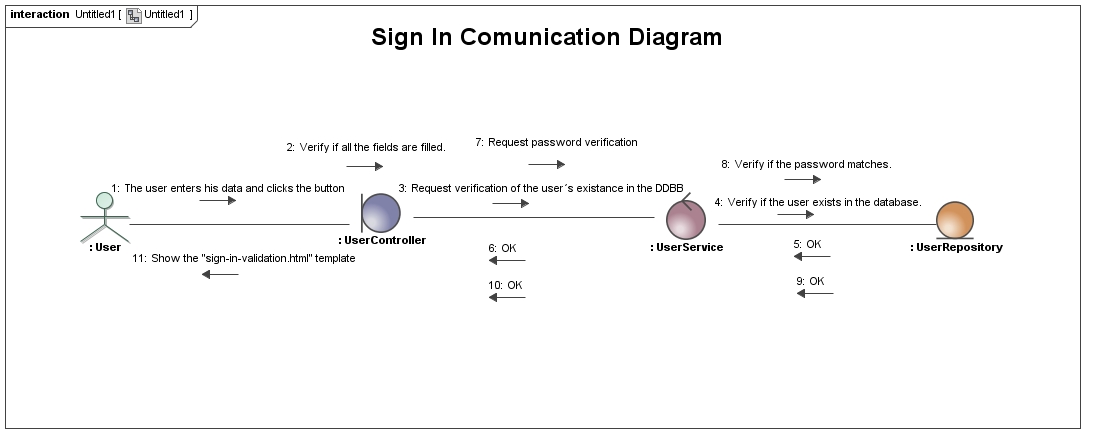 interaction Untitled1 [ Untitled1 ]
Sign In Comunication Diagram
7: Request password verification
2: Verify if all the fields are filled.
8: Verify if the password matches.
1: The user enters his data and clicks the button
3: Request verification of the user´s existance in the DDBB
4: Verify if the user exists in the database.
: User
: UserController
: UserService
: UserRepository
6: OK
5: OK
11: Show the "sign-in-validation.html" template
10: OK
9: OK